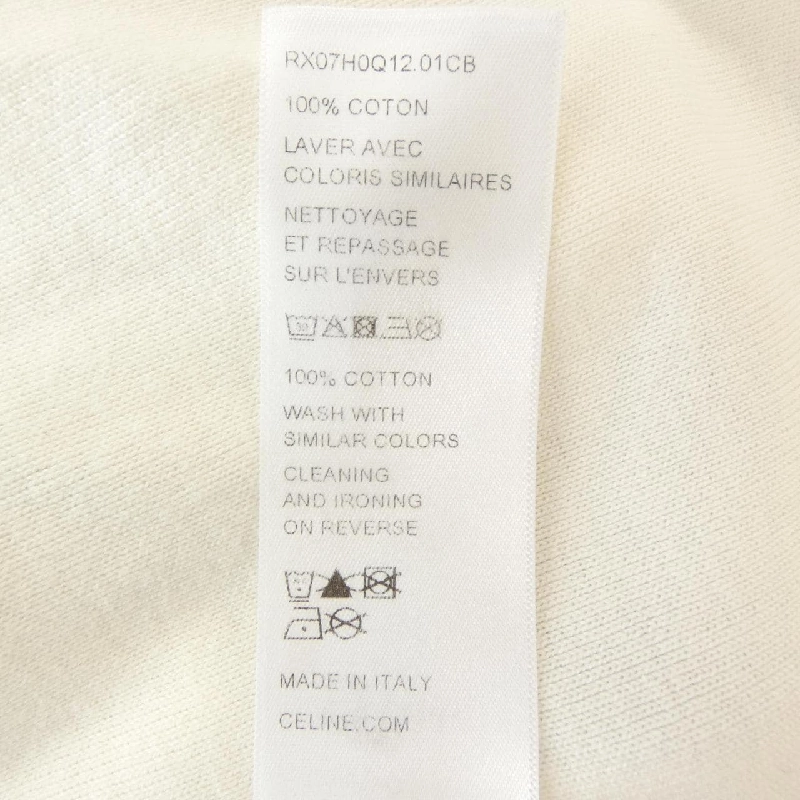 RX07H0Q12.01CB
100% COTON
LAVER AVEC
COLORIS SIMILAIRES
NETTOYAGE
ET REPASSAGE
SUR L'ENVERS
30
100% COTTON
WASH WITH
SIMILAR COLORS
CLEANING
AND IRONING
ON REVERSE
MADE IN ITALY
CELINE.COM